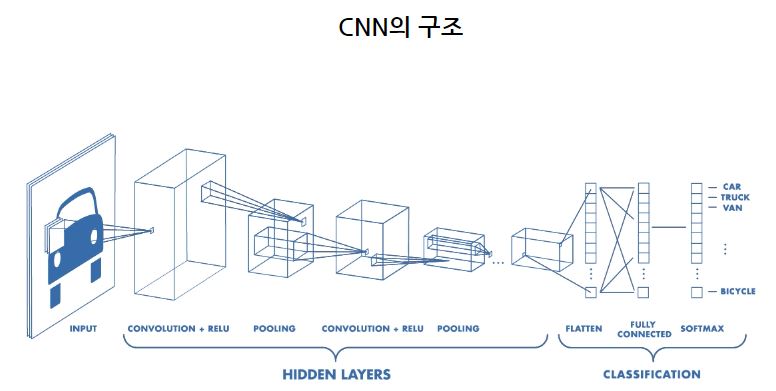 CNN의 구조
CAR
TRUCK
VAN
BICYCLE
INPUT
CONVOLUTION + RELU
POOLING
CONVOLUTION + RELU
POOLING
FLATTEN
FULLY
CONNECTED
SOFTMAX
HIDDEN LAYERS
CLASSIFICATION